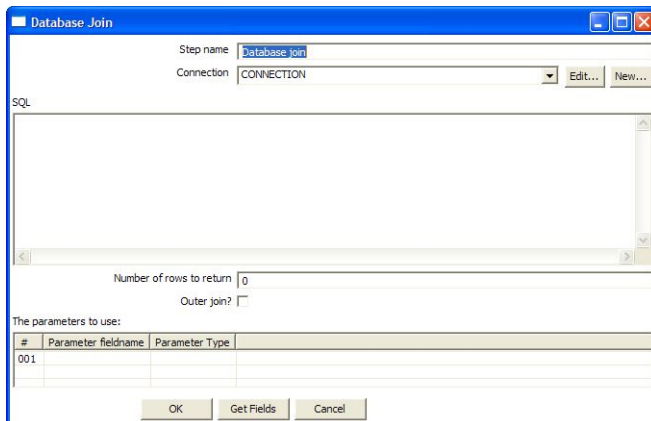 Database Join
Step name Database join
Connection CONNECTION Edit... New...
SQL
Number of rows to return 0
Outer join?
The parameters to use:
# Parameter fieldname Parameter Type
001
OK Get Fields Cancel